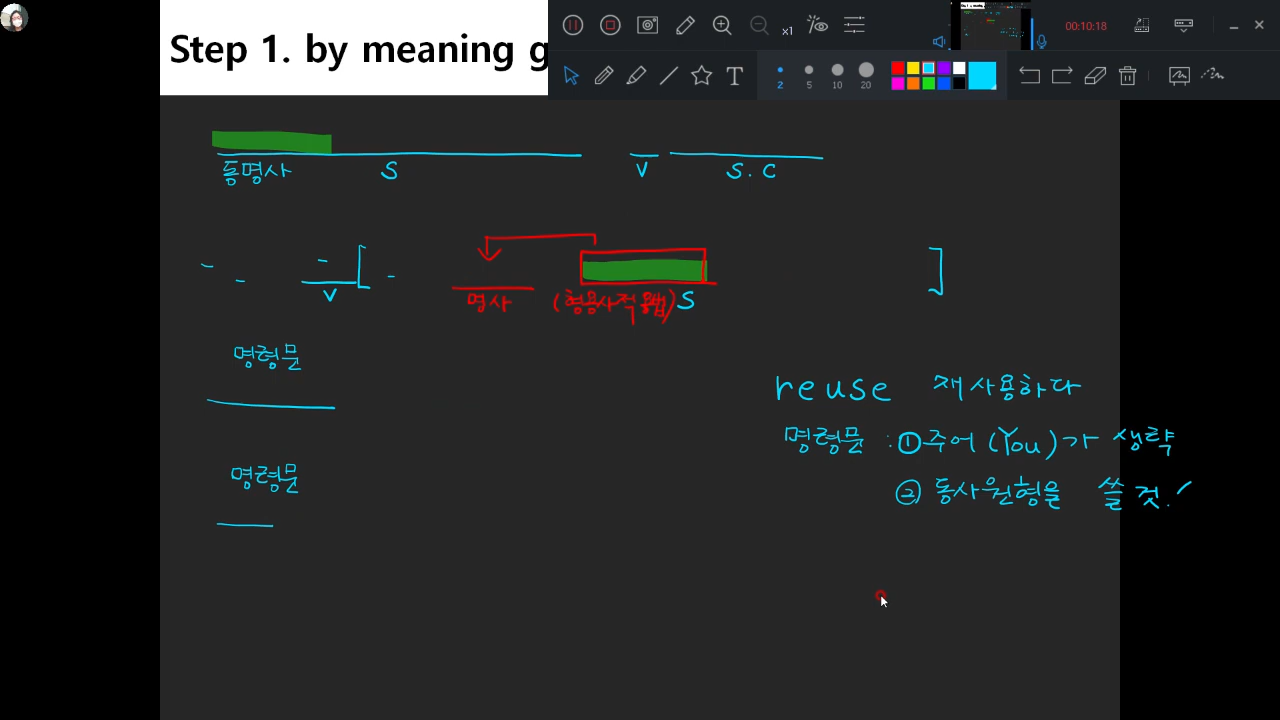 Step 1. by meaning g
x1
00:10:18
2 5 10 20
T
동명사 S V S.C
V 명사 (형용사적용법) S
명령문
reuse 재사용하다
명령문 : ① 주어 (You)가 생략
명령문
② 동사원형을 쓸 것!